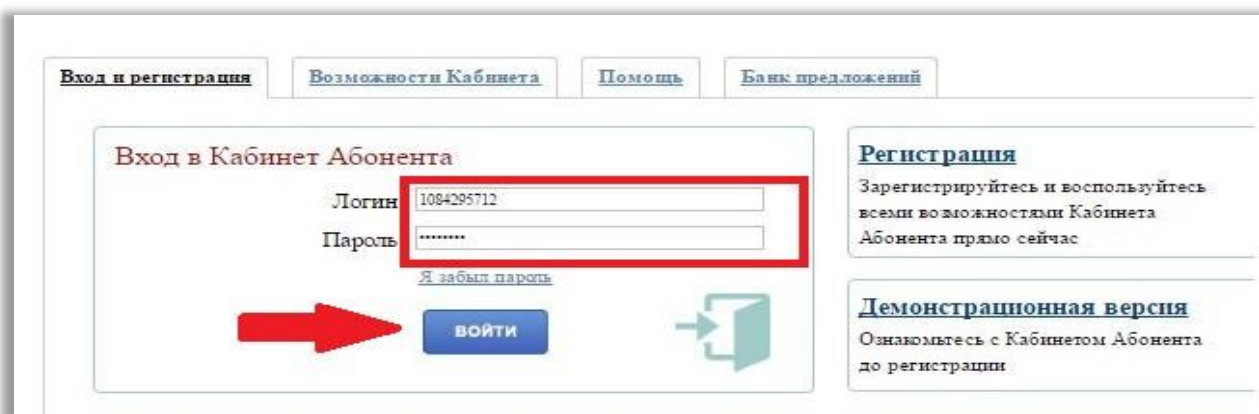 Вход и регистрация
Возможности Кабинета
Помощь
Банк предложений
Вход в Кабинет Абонента
Логин 1084295712
Пароль ••••••••
Я забыл пароль
ВОЙТИ
Регистрация
Зарегистрируйтесь и воспользуйтесь
всеми возможностями Кабинета
Абонента прямо сейчас
Демонстрационная версия
Ознакомьтесь с Кабинетом Абонента
до регистрации